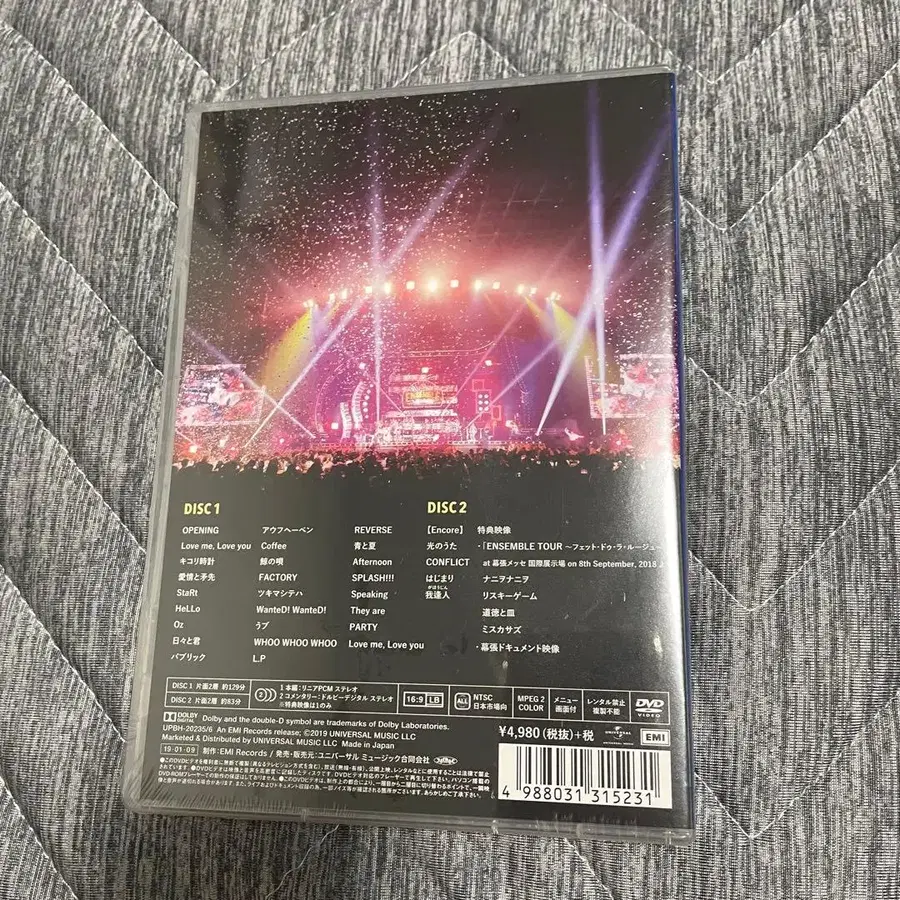 ENSEMBLE
DISC 1
OPENING
Love me, Love you
キコリ時計
愛情と矛先
StaRt
HeLLo
Oz
日々と君
パブリック
アウフヘーベン
Coffee
鯨の唄
FACTORY
ツキマシテハ
WanteD! WanteD!
うブ
WHOO WHOO WHOO
L.P
REVERSE
青と夏
Afternoon
SPLASH!!!
Speaking
They are
PARTY
Love me, Love you
DISC 2
【Encore】
光のうた
CONFLICT
はじまり
がほにん
我逢人
特典映像
・「ENSEMBLE TOUR 〜フェット・ドゥ・ラ・ルージュ〜
at 幕張メッセ 国際展示場 on 8th September, 2018」
ナニヲナニヲ
リスキーゲーム
道徳と皿
ミスカサズ
・幕張ドキュメント映像
DISC 1 片面2層 約129分
DISC 2 片面2層 約83分
2
1 本編：リニアPCM ステレオ
2 コメンタリー：ドルビーデジタル ステレオ
※特典映像は1のみ
16:9 LB
ALL
NTSC
日本市場向
MPEG 2
COLOR
メニュー
画面付
レンタル禁止
複製不能
DVD
VIDEO
DOLBY
DIGITAL
Dolby and the double-D symbol are trademarks of Dolby Laboratories.
UPBH-20235/6 An EMI Records release; ©2019 UNIVERSAL MUSIC LLC
Marketed & Distributed by UNIVERSAL MUSIC LLC Made in Japan
19·01·09 制作：EMI Records / 発売・販売元：ユニバーサル ミュージック合同会社
¥4,980(税抜)+税
UNIVERSAL
EMI
4 988031 315231